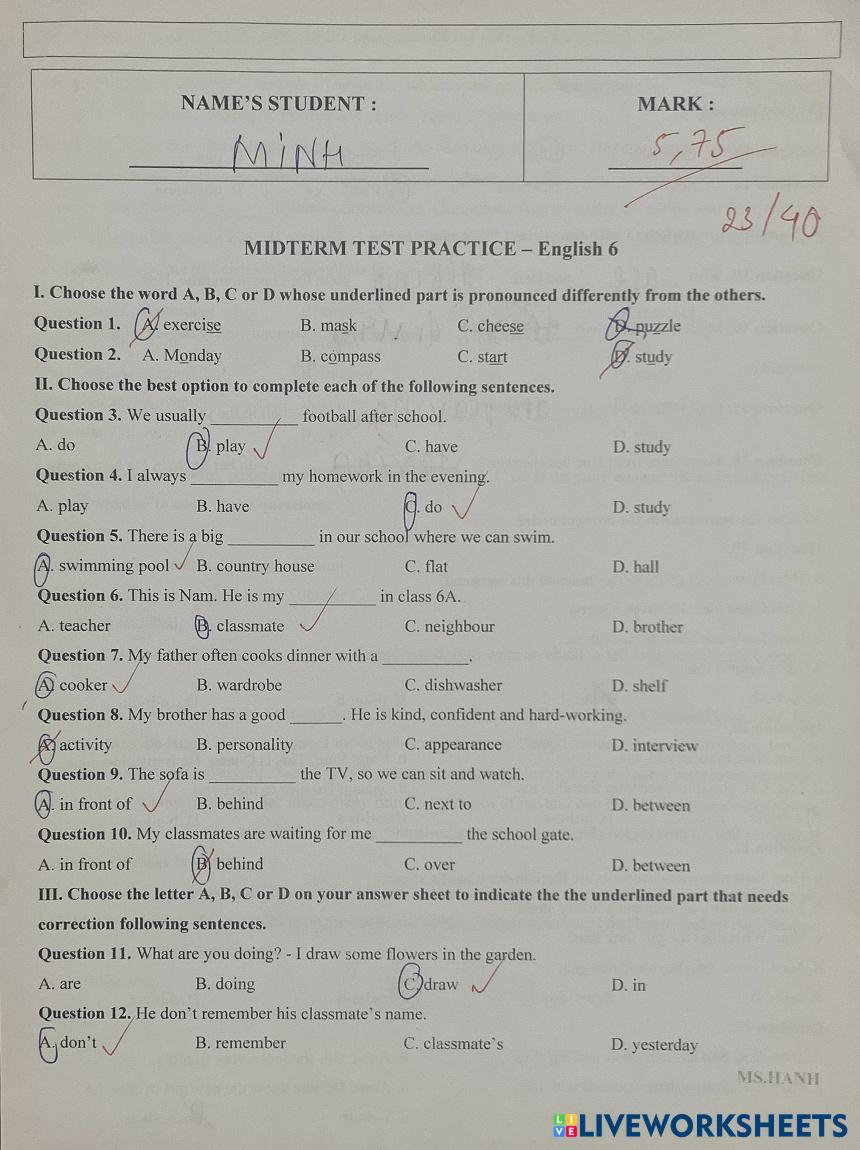 NAME'S STUDENT : MARK :
MINH 5,75
23/40
MIDTERM TEST PRACTICE – English 6
I. Choose the word A, B, C or D whose underlined part is pronounced differently from the others.
Question 1. A. exercise B. mask C. cheese D. puzzle
Question 2. A. Monday B. compass C. start D. study
II. Choose the best option to complete each of the following sentences.
Question 3. We usually __________ football after school.
A. do B. play C. have D. study
Question 4. I always __________ my homework in the evening.
A. play B. have C. do D. study
Question 5. There is a big __________ in our school where we can swim.
A. swimming pool B. country house C. flat D. hall
Question 6. This is Nam. He is my __________ in class 6A.
A. teacher B. classmate C. neighbour D. brother
Question 7. My father often cooks dinner with a __________.
A. cooker B. wardrobe C. dishwasher D. shelf
Question 8. My brother has a good ______. He is kind, confident and hard-working.
A. activity B. personality C. appearance D. interview
Question 9. The sofa is __________ the TV, so we can sit and watch.
A. in front of B. behind C. next to D. between
Question 10. My classmates are waiting for me __________ the school gate.
A. in front of B. behind C. over D. between
III. Choose the letter A, B, C or D on your answer sheet to indicate the the underlined part that needs
correction following sentences.
Question 11. What are you doing? - I draw some flowers in the garden.
A. are B. doing C. draw D. in
Question 12. He don't remember his classmate's name.
A. don't B. remember C. classmate's D. yesterday
MS.HANH
LIVE LIVEWORKSHEETS